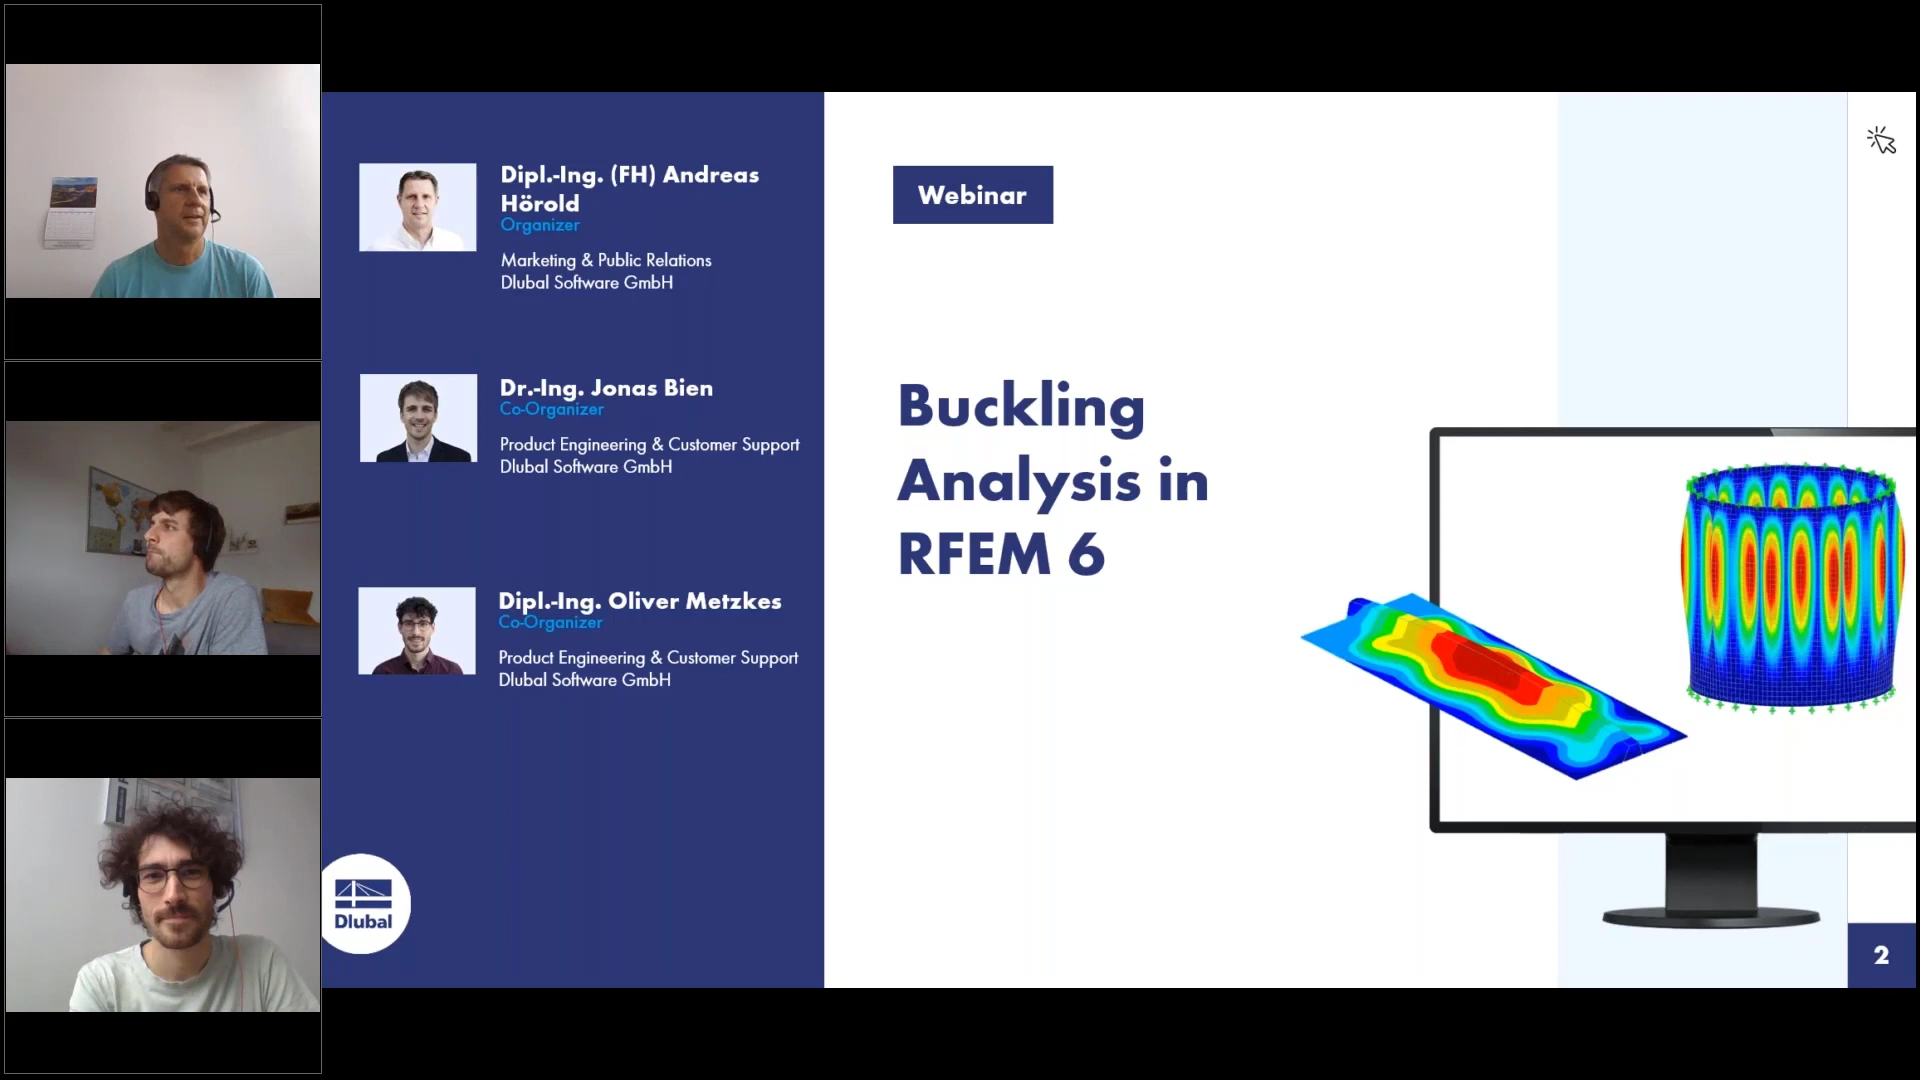 Dipl.-Ing. (FH) Andreas
Hörold
Organizer
Marketing & Public Relations
Dlubal Software GmbH
Dr.-Ing. Jonas Bien
Co-Organizer
Product Engineering & Customer Support
Dlubal Software GmbH
Dipl.-Ing. Oliver Metzkes
Co-Organizer
Product Engineering & Customer Support
Dlubal Software GmbH
Dlubal
Webinar
Buckling
Analysis in
RFEM 6
2